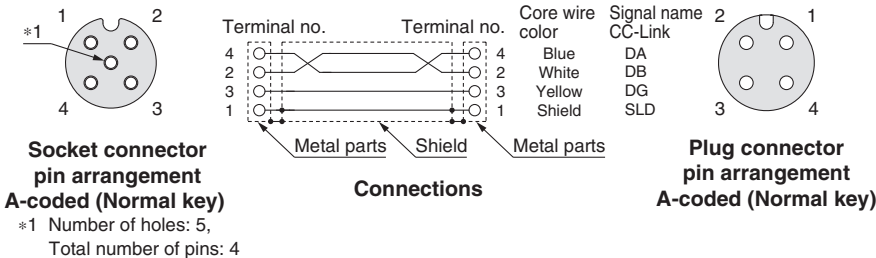 1 2
*1
4 3
Socket connector
pin arrangement
A-coded (Normal key)
*1 Number of holes: 5,
Total number of pins: 4
Terminal no. Terminal no. Core wire color Signal name CC-Link
4 4 Blue DA
2 2 White DB
3 3 Yellow DG
1 1 Shield SLD
Metal parts Shield Metal parts
Connections
2 1
3 4
Plug connector
pin arrangement
A-coded (Normal key)